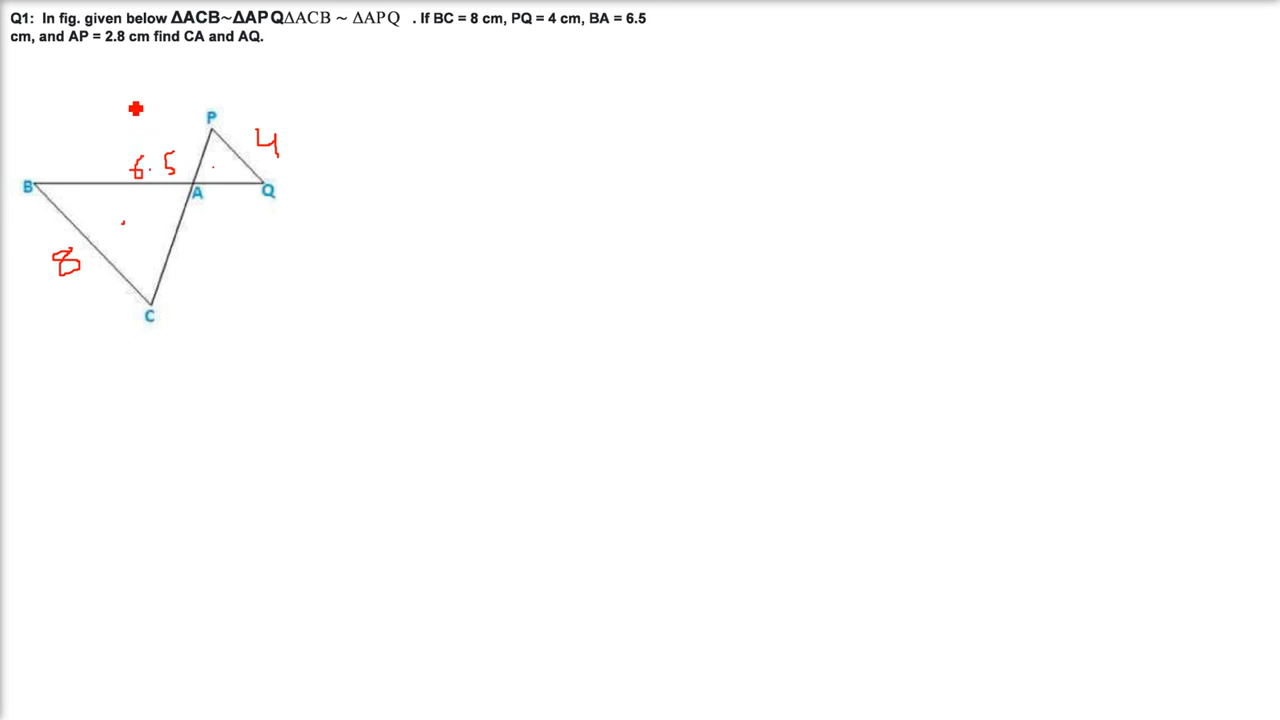 Q1: In fig. given below ΔACB~ΔAPQΔACB ~ ΔAPQ . If BC = 8 cm, PQ = 4 cm, BA = 6.5
cm, and AP = 2.8 cm find CA and AQ.
P
4
6.5
B
A
Q
8
C